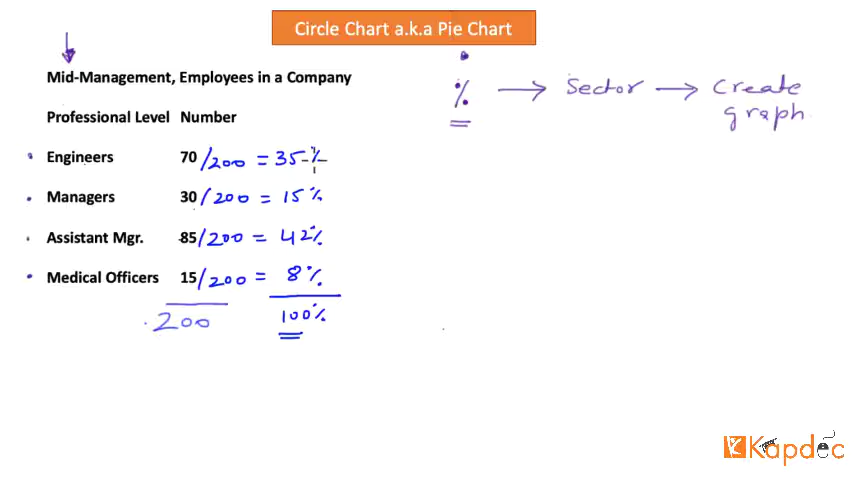 Circle Chart a.k.a Pie Chart
Mid-Management, Employees in a Company
% → Sector → Create graph
Professional Level Number
Engineers 70 /200 = 35%
Managers 30 /200 = 15%
Assistant Mgr. 85 /200 = 42%
Medical Officers 15 /200 = 8%
200 100%
Kapdec